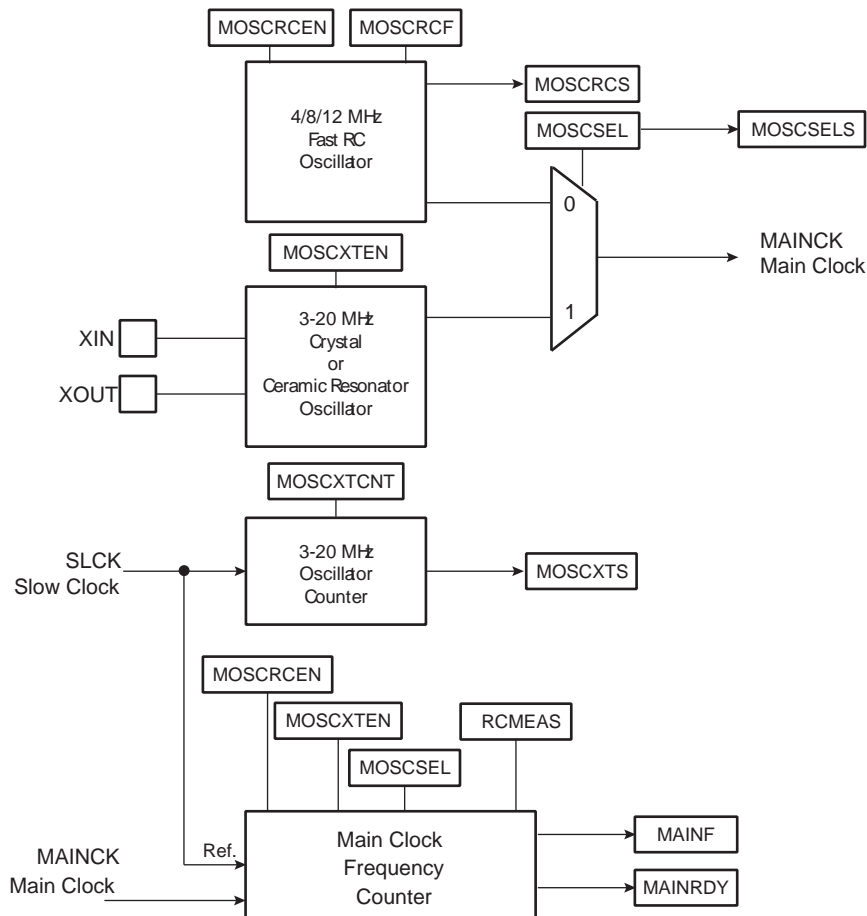 MOSCRCEN
MOSCRCF
4/8/12 MHz
Fast RC
Oscillator
MOSCRCS
MOSCSEL
MOSCSELS
0
MAINCK
Main Clock
MOSCXTEN
3-20 MHz
Crystal
or
Ceramic Resonator
Oscillator
1
XIN
XOUT
MOSCXTCNT
3-20 MHz
Oscillator
Counter
SLCK
Slow Clock
MOSCXTS
MOSCRCEN
MOSCXTEN
RCMEAS
MOSCSEL
Main Clock
Frequency
Counter
Ref.
MAINCK
Main Clock
MAINF
MAINRDY